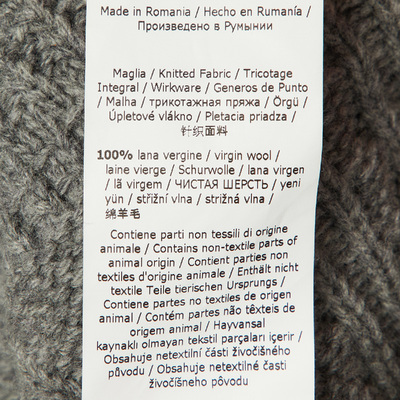 Made in Romania / Hecho en Rumanía /
Произведено в Румынии
Maglia / Knitted Fabric / Tricotage
Integral / Wirkware / Generos de Punto
/ Malha / трикотажная пряжа / Örgü /
Úpletové vlákno / Pletacia priadza /
针织面料
100% lana vergine / virgin wool /
laine vierge / Schurwolle / lana virgen
/ lã virgem / ЧИСТАЯ ШЕРСТЬ / yeni
yün / střižní vlna / strižná vlna /
绵羊毛
Contiene parti non tessili di origine
animale / Contains non-textile parts of
animal origin / Contient parties non
textiles d'origine animale / Enthält nicht
textile Teile tierischen Ursprungs /
Contiene partes no textiles de origen
animal / Contém partes não têxteis de
origem animal / Hayvansal
kaynaklı olmayan tekstil parçaları içerir /
Obsahuje netextilní části živočišného
původu / Obsahuje netextilné časti
živočíšneho pôvodu